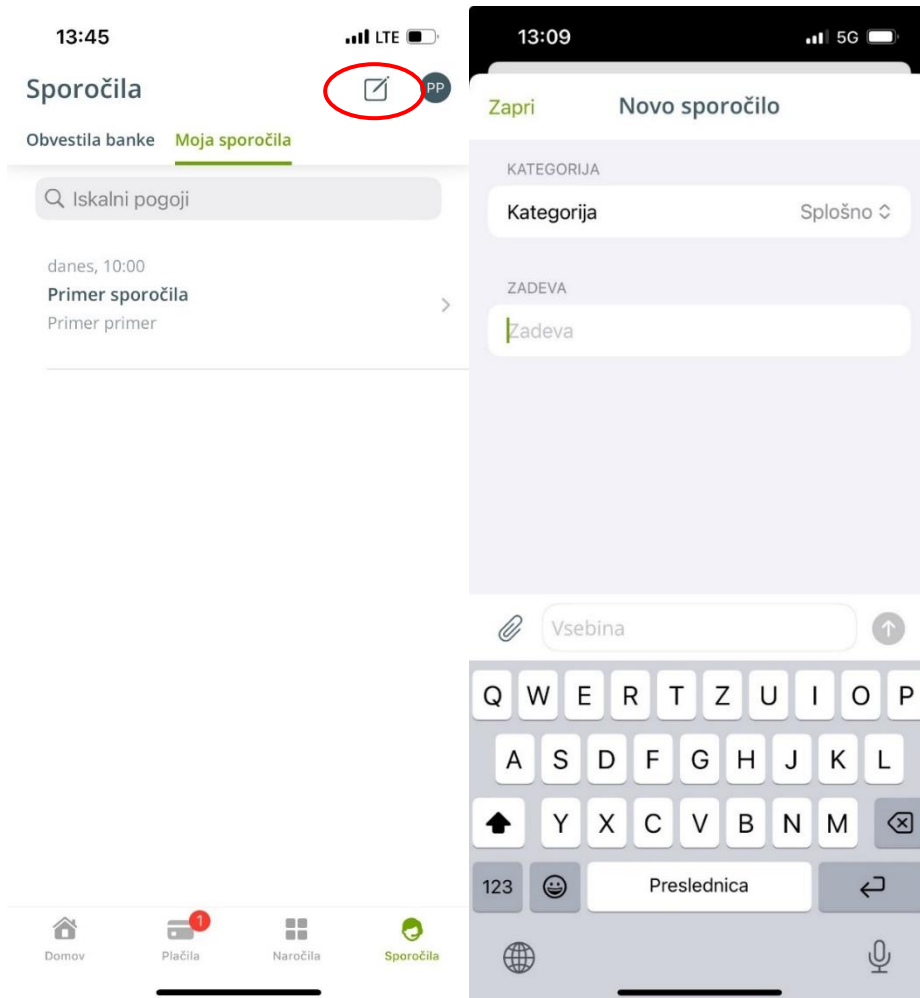 13:45
LTE
Sporočila
PP
Obvestila banke Moja sporočila
Iskalni pogoji
danes, 10:00
Primer sporočila
Primer primer
1
Domov Plačila Naročila Sporočila
13:09
5G
Zapri Novo sporočilo
KATEGORIJA
Kategorija Splošno
ZADEVA
Zadeva
Vsebina
Q W E R T Z U I O P
A S D F G H J K L
Y X C V B N M
123 Preslednica